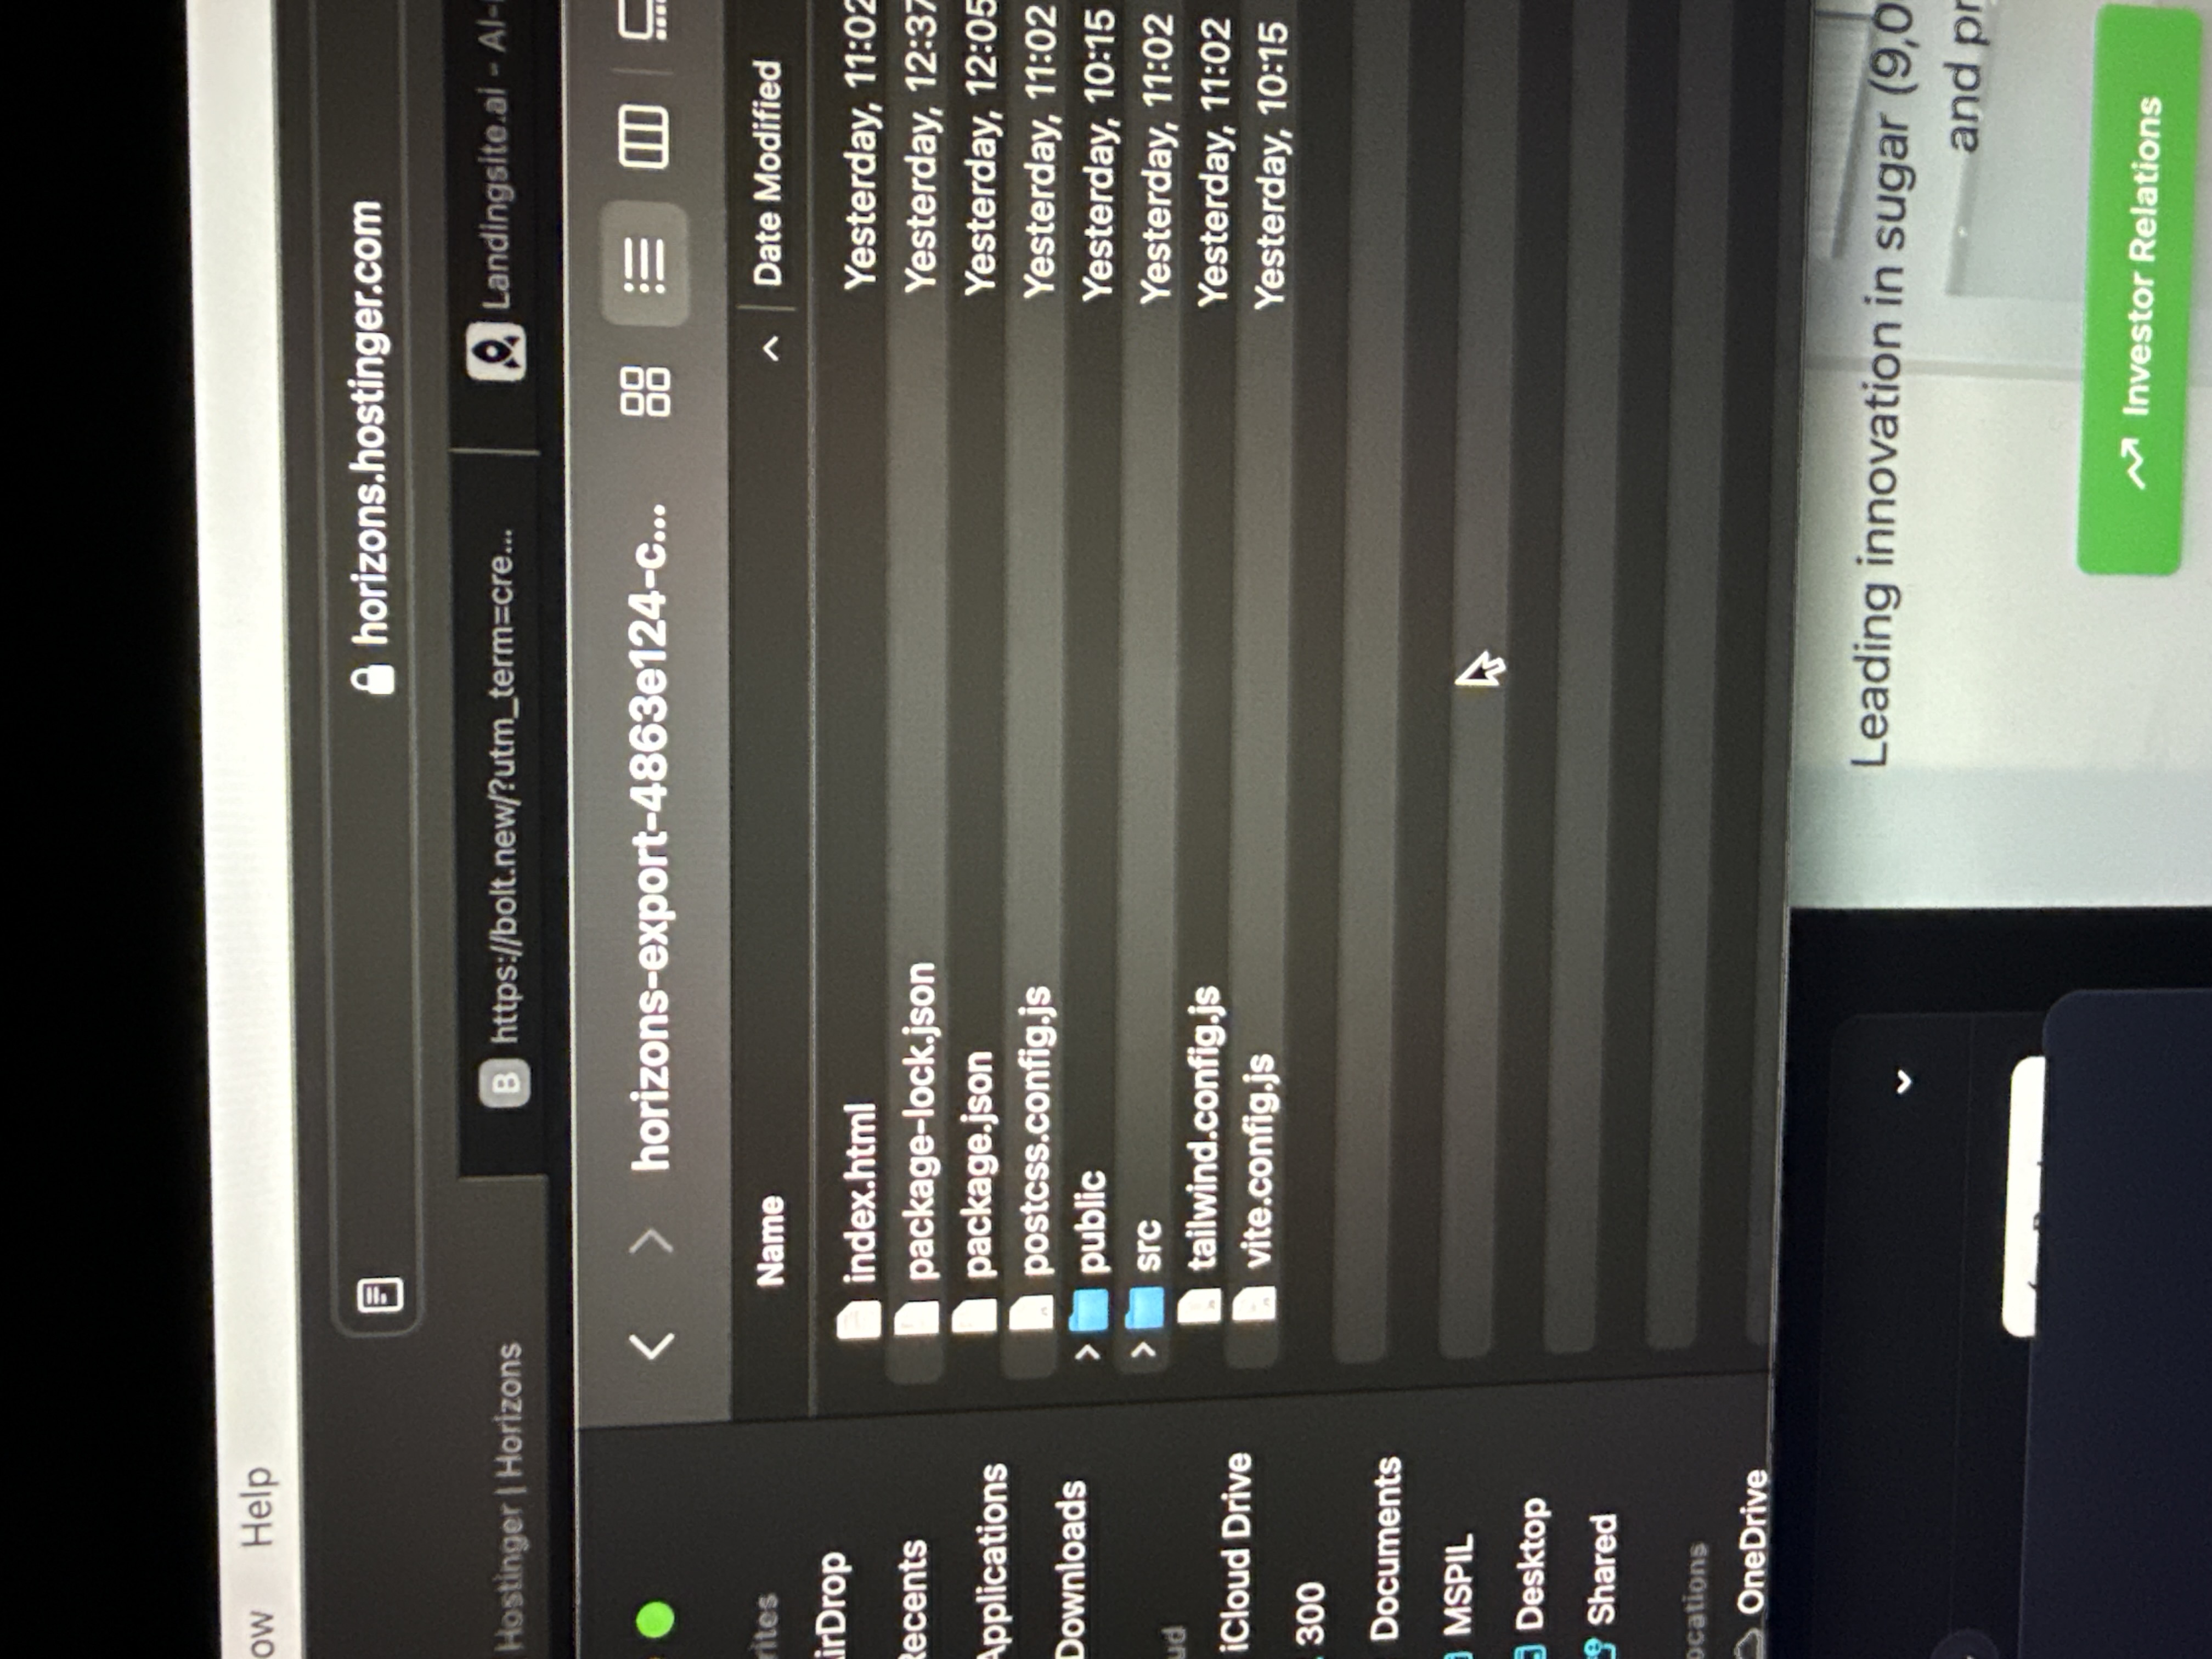 Help
horizons.hostinger.com
Hostinger | Horizons
https://bolt.new/?utm_term=cre...
Landingsite.ai - AI-
horizons-export-4863e124-c...
Name
Date Modified
index.html
Yesterday, 11:02
package-lock.json
Yesterday, 12:37
package.json
Yesterday, 12:05
postcss.config.js
Yesterday, 11:02
public
Yesterday, 10:15
src
Yesterday, 11:02
tailwind.config.js
Yesterday, 11:02
vite.config.js
Yesterday, 10:15
rites
irDrop
Recents
Applications
Downloads
ud
iCloud Drive
300
Documents
MSPIL
Desktop
Shared
ocations
OneDrive
Leading innovation in sugar (9,0
and pr
Investor Relations